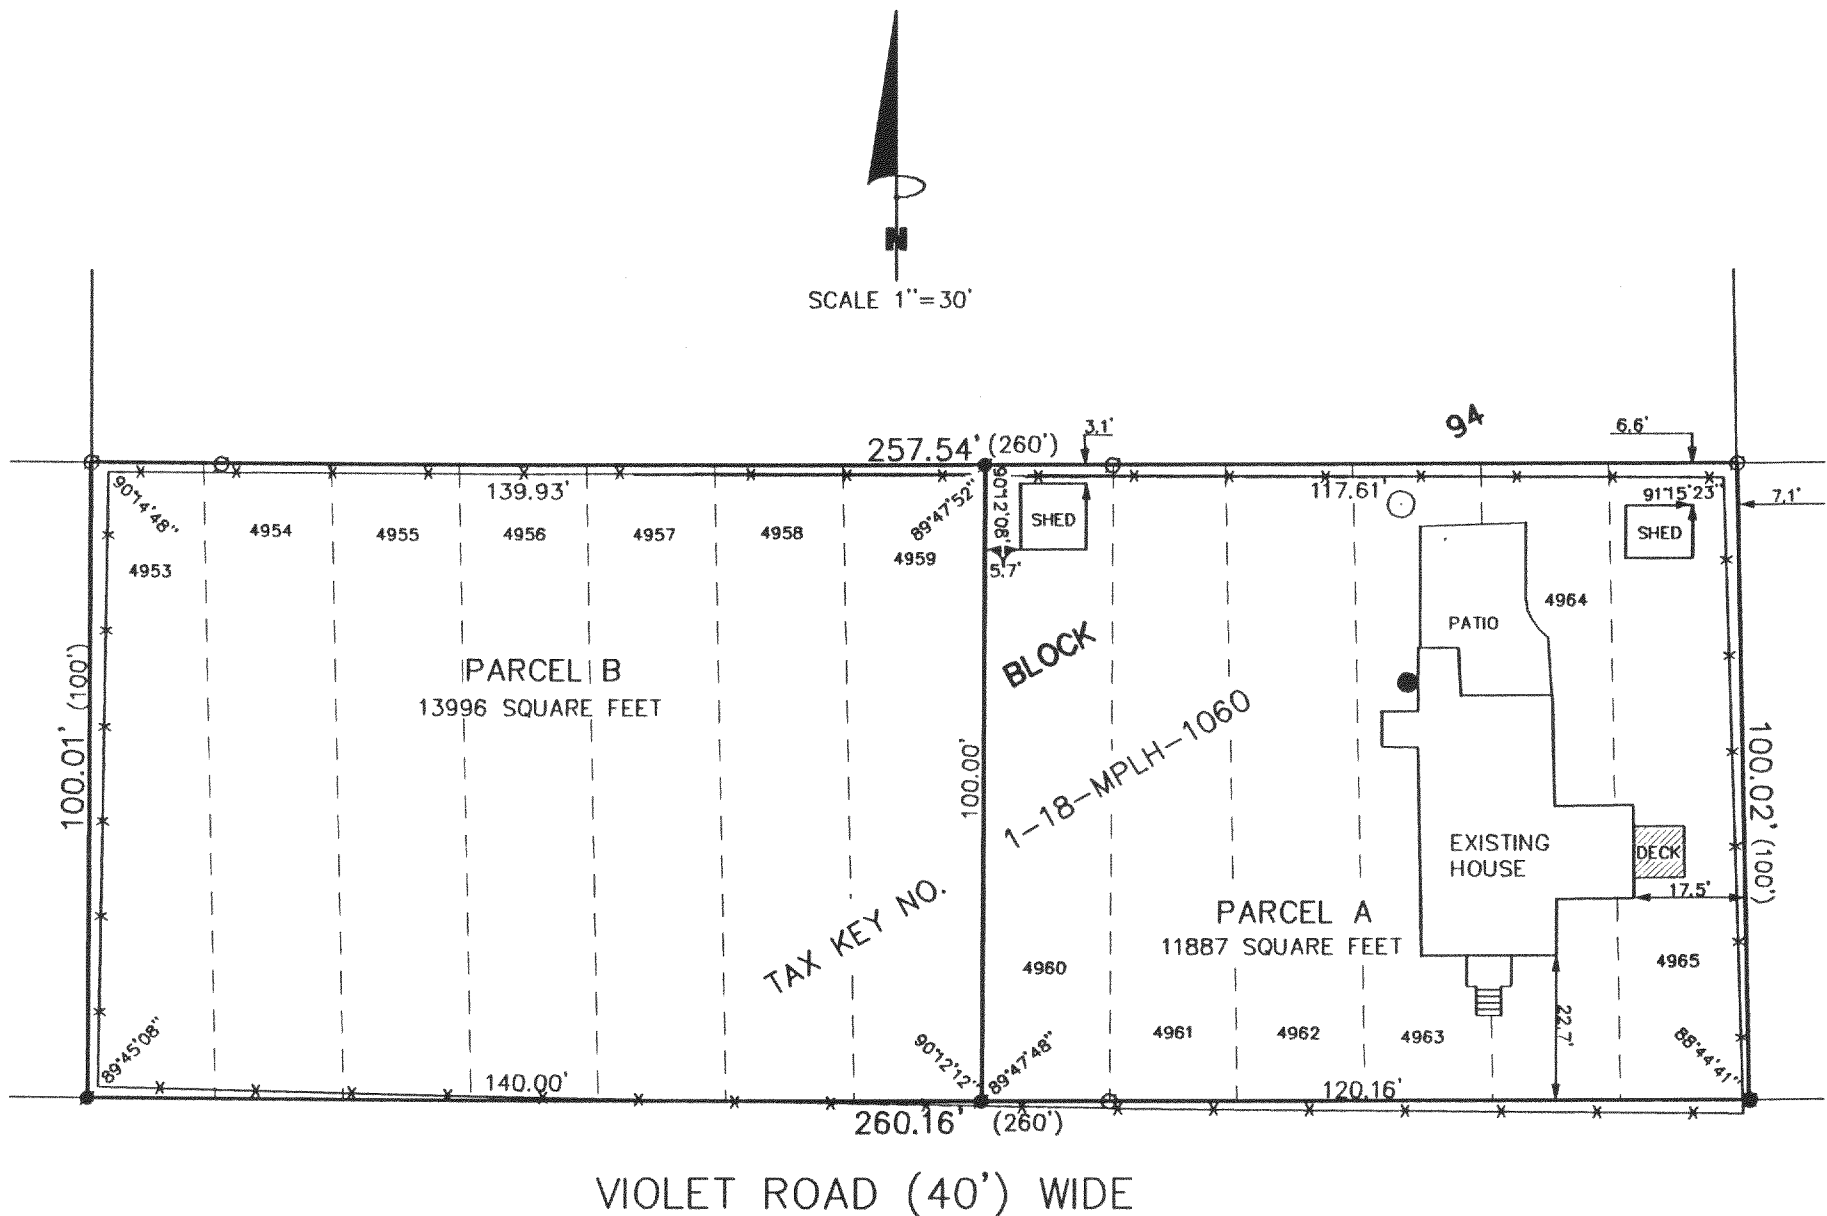 N
SCALE 1"=30'
94
3.1'
6.6'
257.54' (260')
139.93'
117.61'
7.1'
90°14'48"
89°47'52"
90°12'08"
91°15'23"
SHED
SHED
5.7'
4953
4954
4955
4956
4957
4958
4959
4964
PATIO
BLOCK
PARCEL B
13996 SQUARE FEET
100.01' (100')
100.00'
100.02' (100')
1-18-MPLH-1060
TAX KEY NO.
EXISTING
HOUSE
DECK
17.5'
PARCEL A
11887 SQUARE FEET
4960
4965
4961
4962
4963
22.7'
89°45'08"
90°12'12"
89°47'48"
88°44'41"
140.00'
120.16'
260.16' (260')
VIOLET ROAD (40') WIDE